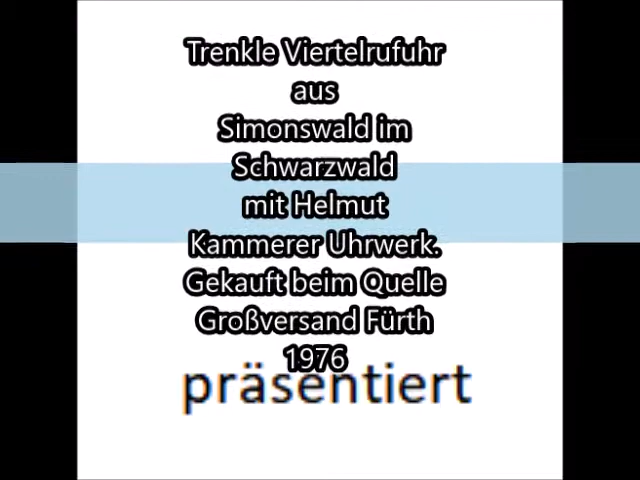 Trenkle Viertelrufuhr
aus
Simonswald im
Schwarzwald
mit Helmut
Kammerer Uhrwerk.
Gekauft beim Quelle
Großversand Fürth
1976
präsentiert